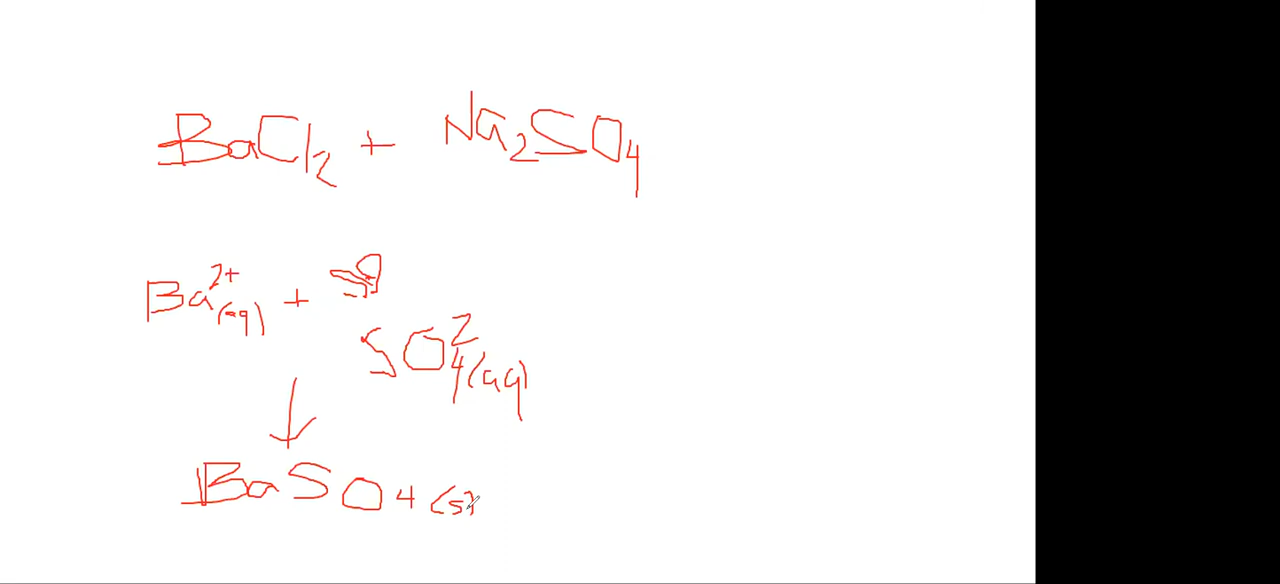 BaCl₂ + Na₂SO₄
Ba²⁺(aq) +
SO₄²(aq)
↓
BaSO4(s)